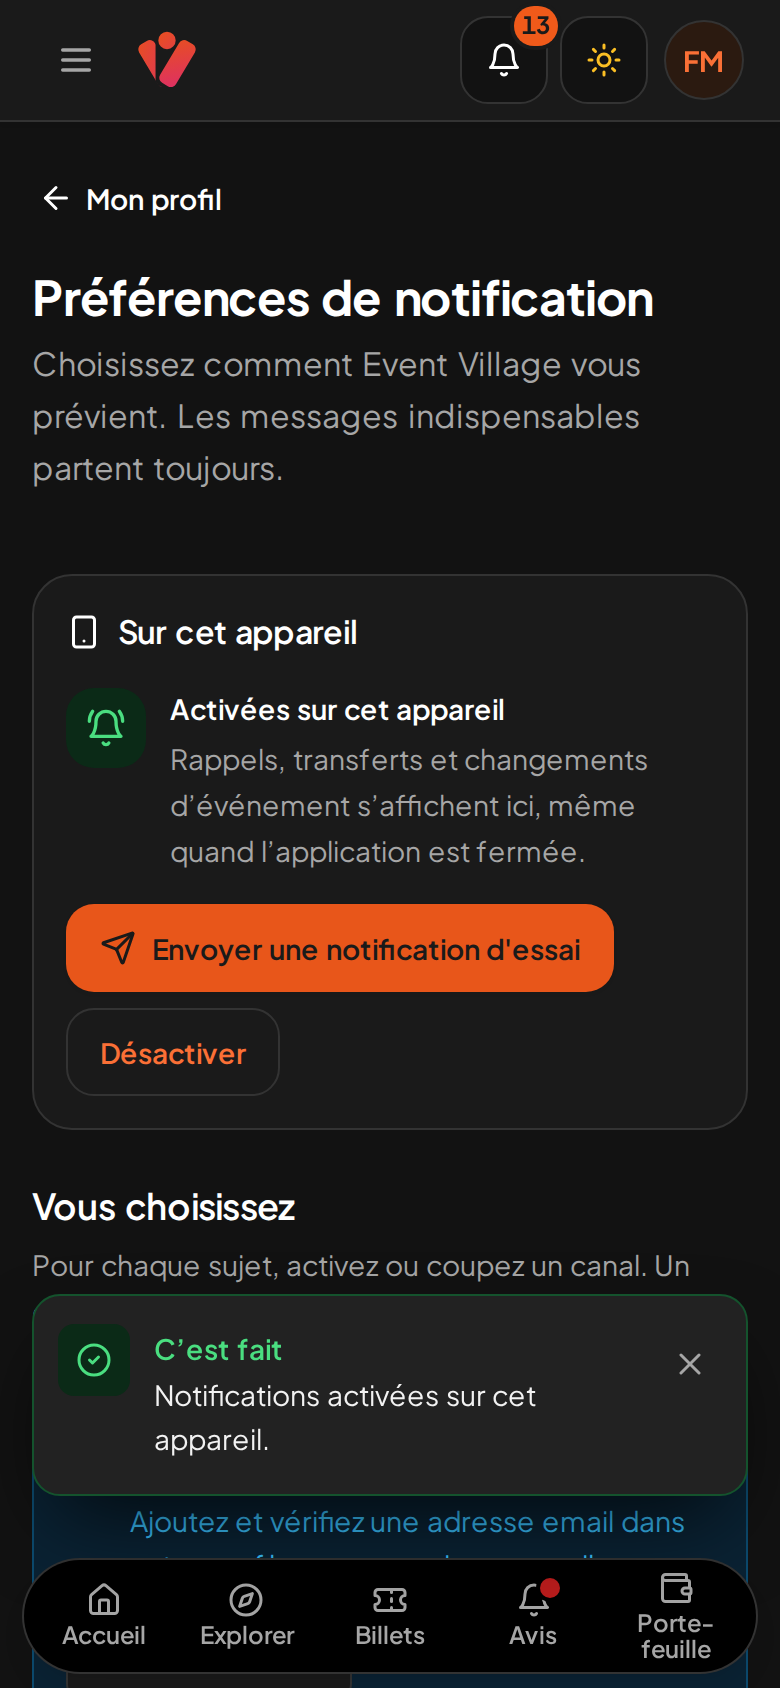 13
FM
Mon profil
Préférences de notification
Choisissez comment Event Village vous
prévient. Les messages indispensables
partent toujours.
Sur cet appareil
Activées sur cet appareil
Rappels, transferts et changements
d’événement s’affichent ici, même
quand l’application est fermée.
Envoyer une notification d'essai
Désactiver
Vous choisissez
Pour chaque sujet, activez ou coupez un canal. Un
C’est fait
Notifications activées sur cet
appareil.
Ajoutez et vérifiez une adresse email dans
Accueil
Explorer
Billets
Avis
Porte-
feuille